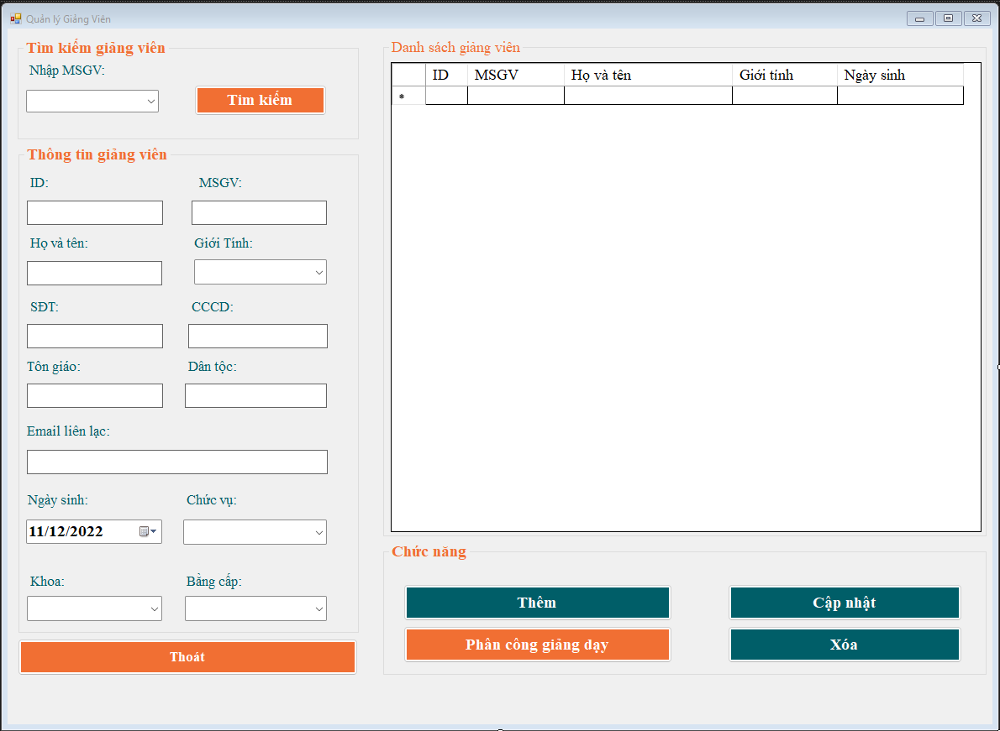 Quản lý Giảng Viên
Tìm kiếm giảng viên
Nhập MSGV:
Tìm kiếm
Thông tin giảng viên
ID:
MSGV:
Họ và tên:
Giới Tính:
SĐT:
CCCD:
Tôn giáo:
Dân tộc:
Email liên lạc:
Ngày sinh:
Chức vụ:
11/12/2022
Khoa:
Bằng cấp:
Thoát
Danh sách giảng viên
ID MSGV Họ và tên Giới tính Ngày sinh
Chức năng
Thêm
Cập nhật
Phân công giảng dạy
Xóa